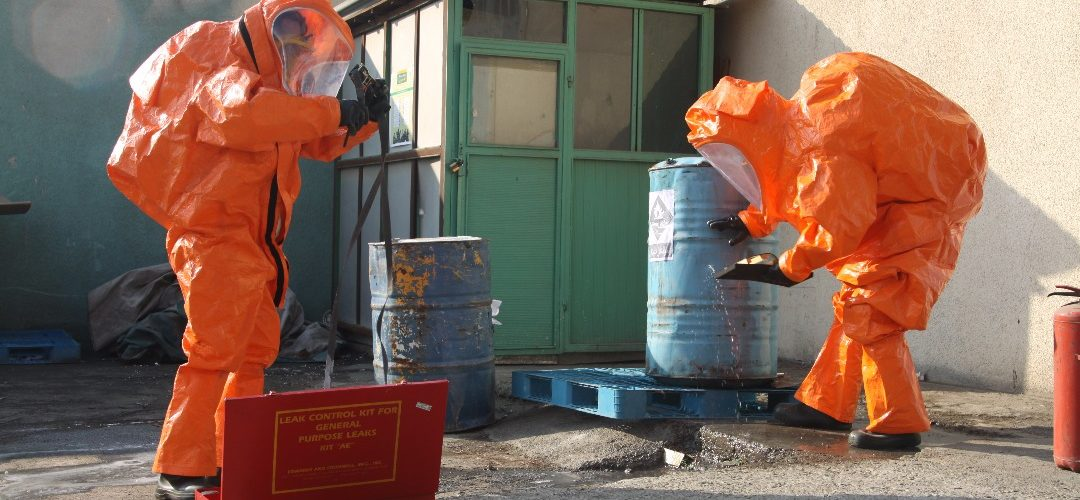 LEAK CONTROL KIT FOR
GENERAL
PURPOSE LEAKS
KIT "AE"